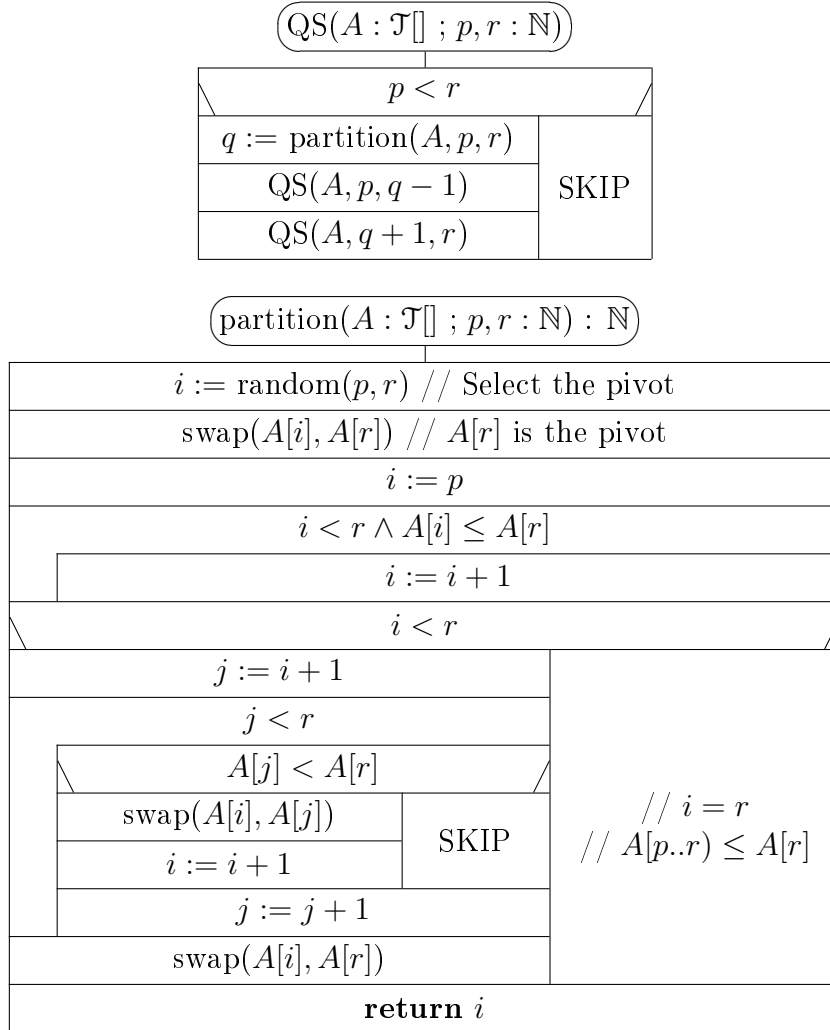 QS(A : 𝒯[] ; p, r : ℕ)
p < r
q := partition(A, p, r)
QS(A, p, q − 1)
SKIP
QS(A, q + 1, r)
partition(A : 𝒯[] ; p, r : ℕ) : ℕ
i := random(p, r) // Select the pivot
swap(A[i], A[r]) // A[r] is the pivot
i := p
i < r ∧ A[i] ≤ A[r]
i := i + 1
i < r
j := i + 1
j < r
A[j] < A[r]
swap(A[i], A[j])
i := i + 1
SKIP
j := j + 1
swap(A[i], A[r])
// i = r
// A[p..r) ≤ A[r]
return i